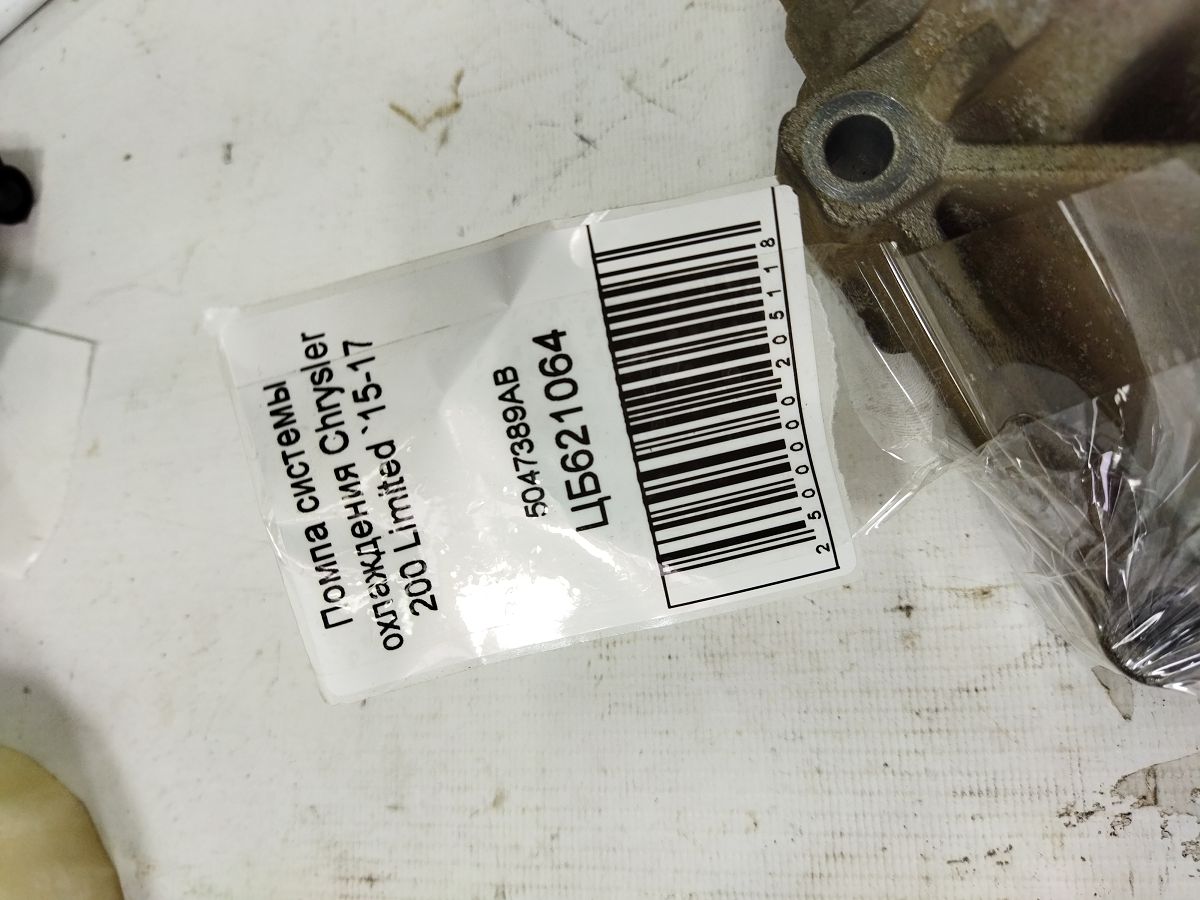 Помпа системы
охлаждения Chrysler
200 Limited `15-17
5047389AB
ЦБ621064
2500000205118